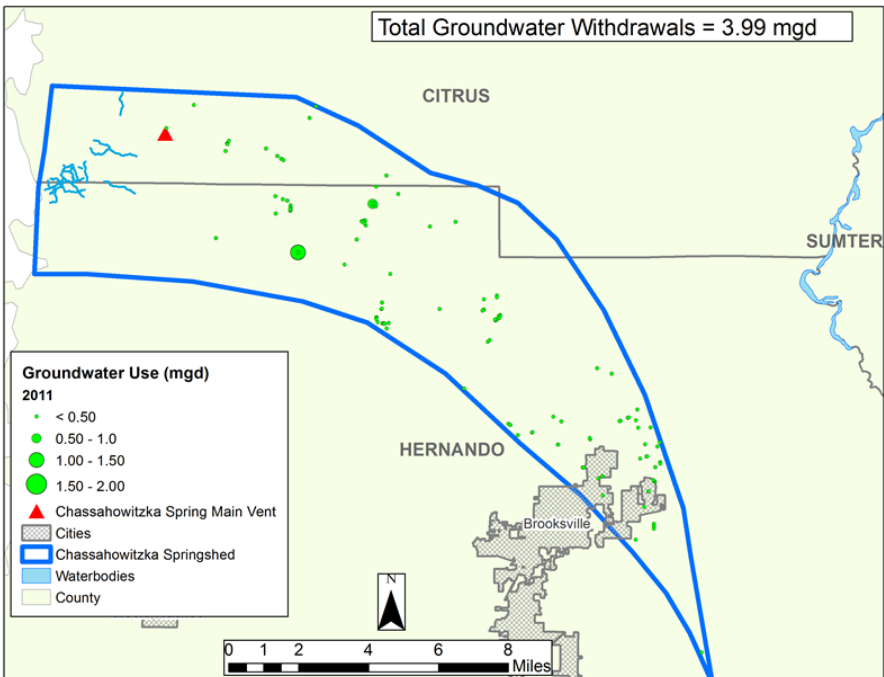 Total Groundwater Withdrawals = 3.99 mgd
CITRUS
SUMTER
HERNANDO
Brooksville
Groundwater Use (mgd)
2011
< 0.50
0.50 - 1.0
1.00 - 1.50
1.50 - 2.00
Chassahowitzka Spring Main Vent
Cities
Chassahowitzka Springshed
Waterbodies
County
N
0 1 2 4 6 8
Miles